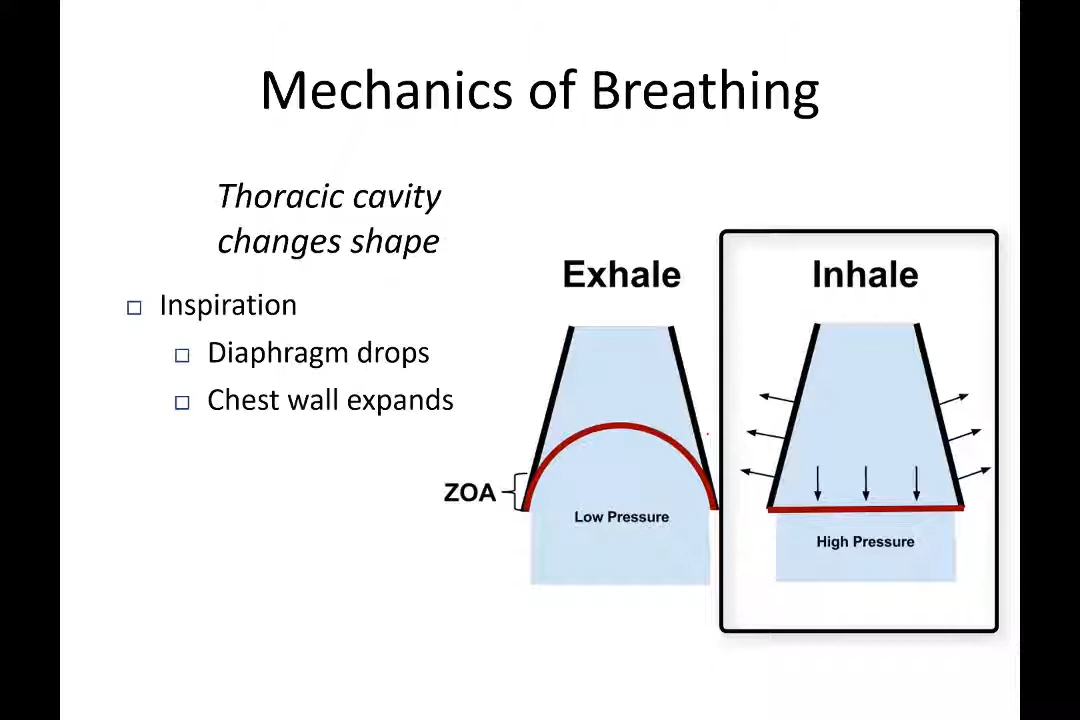 Mechanics of Breathing
Thoracic cavity
changes shape
Inspiration
Diaphragm drops
Chest wall expands
Exhale
ZOA
Low Pressure
Inhale
High Pressure